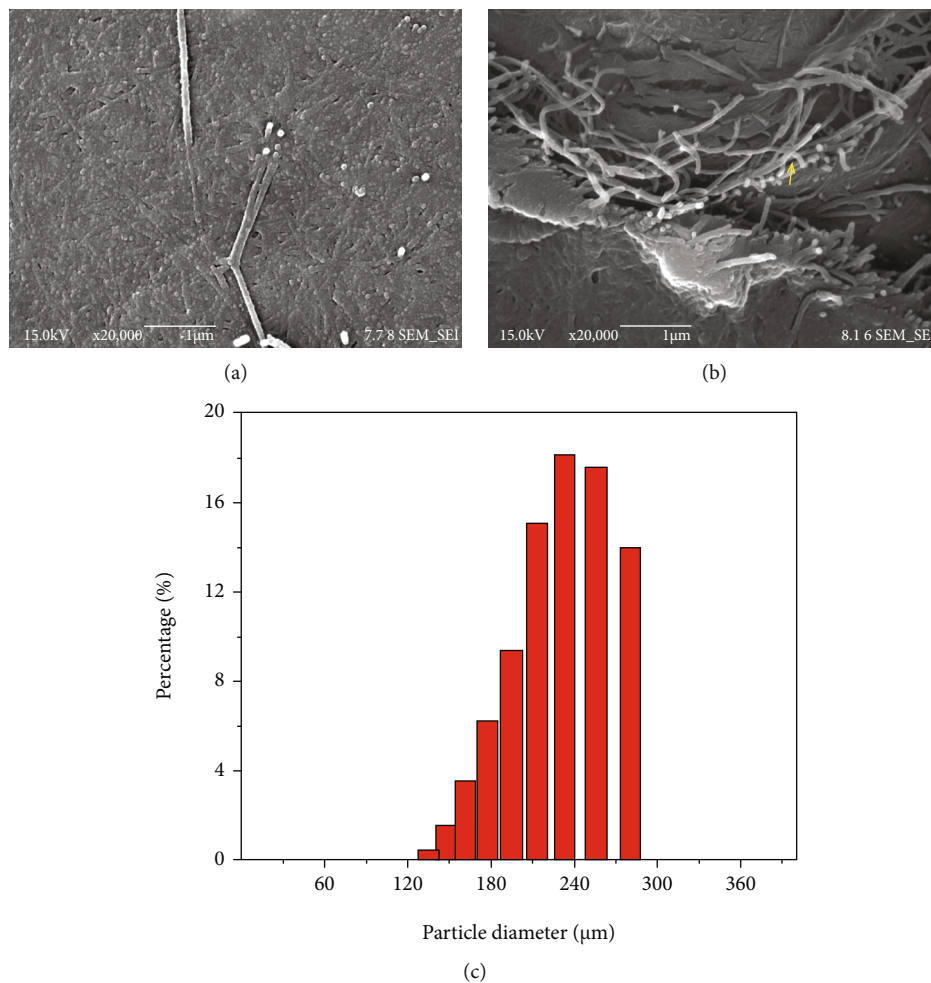 15.0kV x20,000 1μm 7.7 8 SEM_SEI
15.0kV x20,000 1μm 8.1 6 SEM_SE
(a)
(b)
20
16
12
8
4
0
Percentage (%)
60 120 180 240 300 360
Particle diameter (μm)
(c)